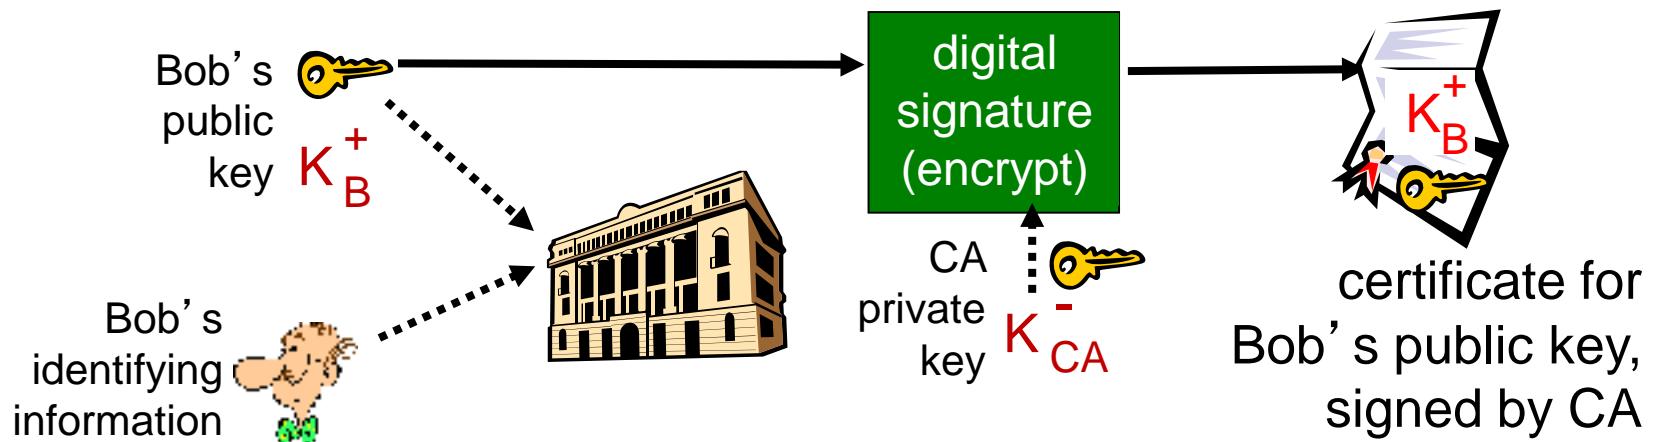 Bob's
public
key
K+B
digital
signature
(encrypt)
K+B
CA
private
key
K-CA
certificate for
Bob's public key,
signed by CA
Bob's
identifying
information